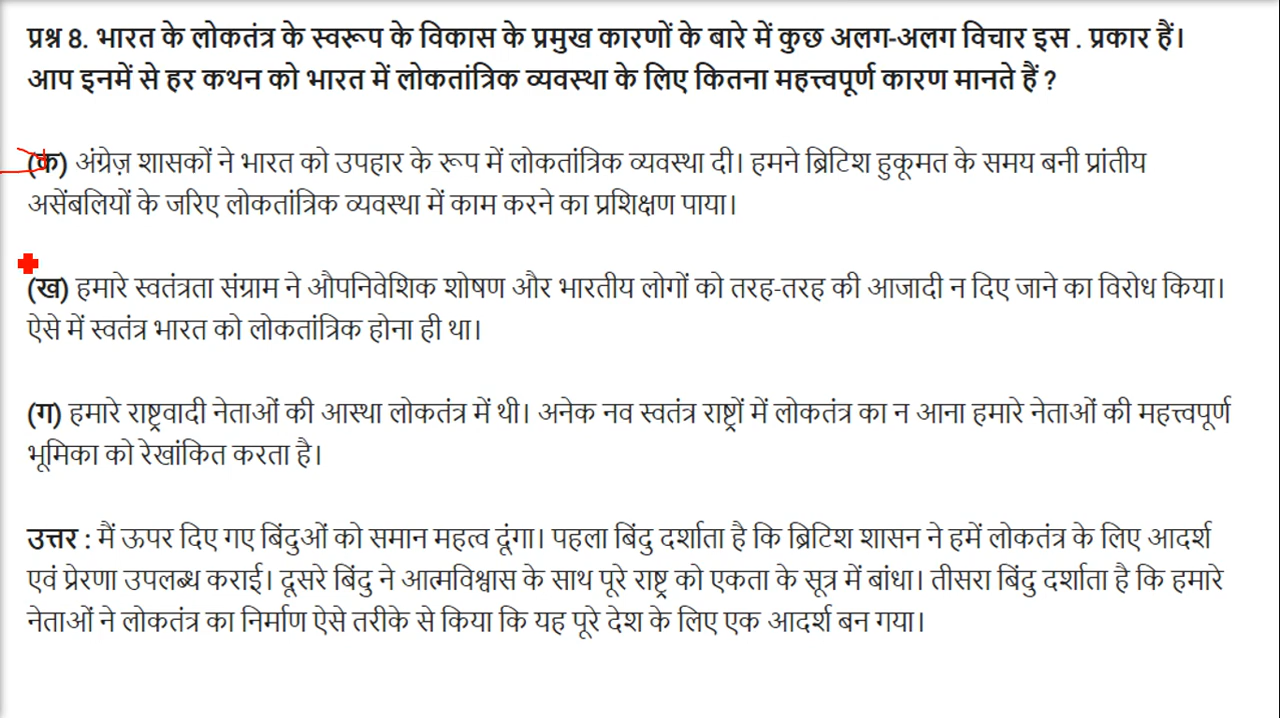 प्रश्न 8. भारत के लोकतंत्र के स्वरूप के विकास के प्रमुख कारणों के बारे में कुछ अलग-अलग विचार इस . प्रकार हैं।
आप इनमें से हर कथन को भारत में लोकतांत्रिक व्यवस्था के लिए कितना महत्त्वपूर्ण कारण मानते हैं ?
(क) अंग्रेज़ शासकों ने भारत को उपहार के रूप में लोकतांत्रिक व्यवस्था दी। हमने ब्रिटिश हुकूमत के समय बनी प्रांतीय
असेंबलियों के जरिए लोकतांत्रिक व्यवस्था में काम करने का प्रशिक्षण पाया।
(ख) हमारे स्वतंत्रता संग्राम ने औपनिवेशिक शोषण और भारतीय लोगों को तरह-तरह की आजादी न दिए जाने का विरोध किया।
ऐसे में स्वतंत्र भारत को लोकतांत्रिक होना ही था।
(ग) हमारे राष्ट्रवादी नेताओं की आस्था लोकतंत्र में थी। अनेक नव स्वतंत्र राष्ट्रों में लोकतंत्र का न आना हमारे नेताओं की महत्त्वपूर्ण
भूमिका को रेखांकित करता है।
उत्तर : मैं ऊपर दिए गए बिंदुओं को समान महत्व दूंगा। पहला बिंदु दर्शाता है कि ब्रिटिश शासन ने हमें लोकतंत्र के लिए आदर्श
एवं प्रेरणा उपलब्ध कराई। दूसरे बिंदु ने आत्मविश्वास के साथ पूरे राष्ट्र को एकता के सूत्र में बांधा। तीसरा बिंदु दर्शाता है कि हमारे
नेताओं ने लोकतंत्र का निर्माण ऐसे तरीके से किया कि यह पूरे देश के लिए एक आदर्श बन गया।